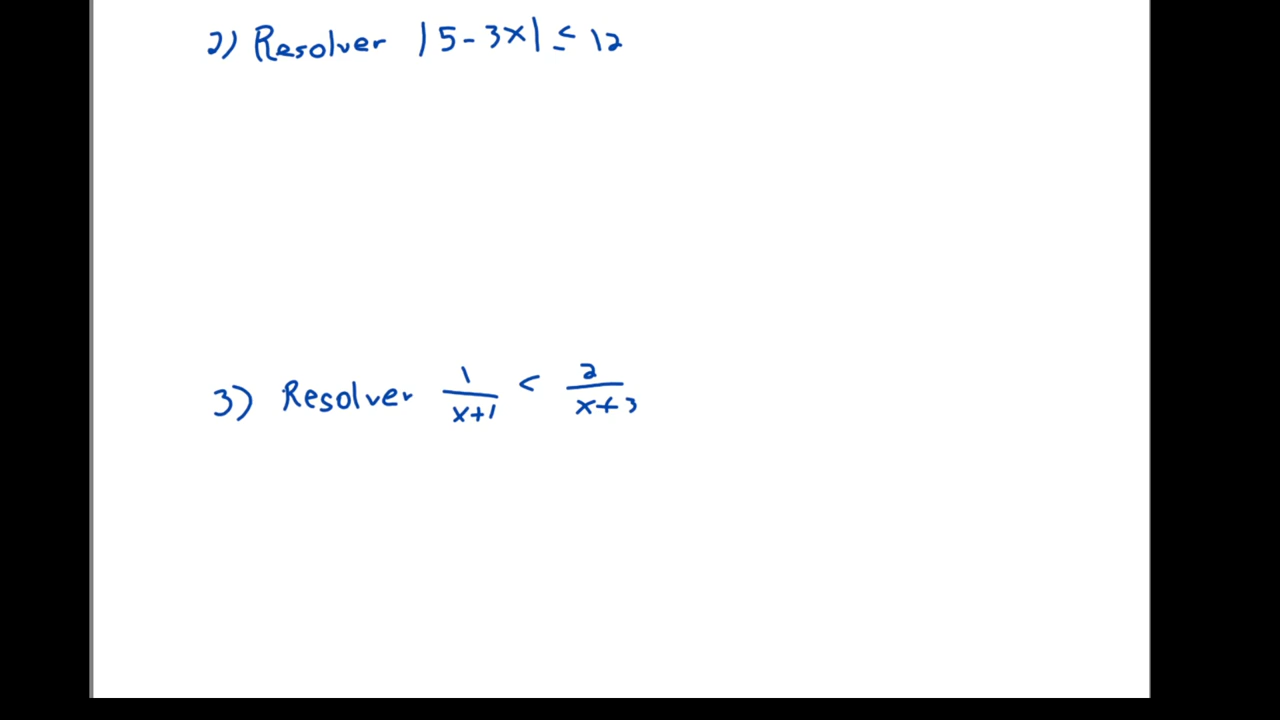 2) Resolver |5-3x| ≤ 12
3) Resolver 1/(x+1) < 2/(x+3)